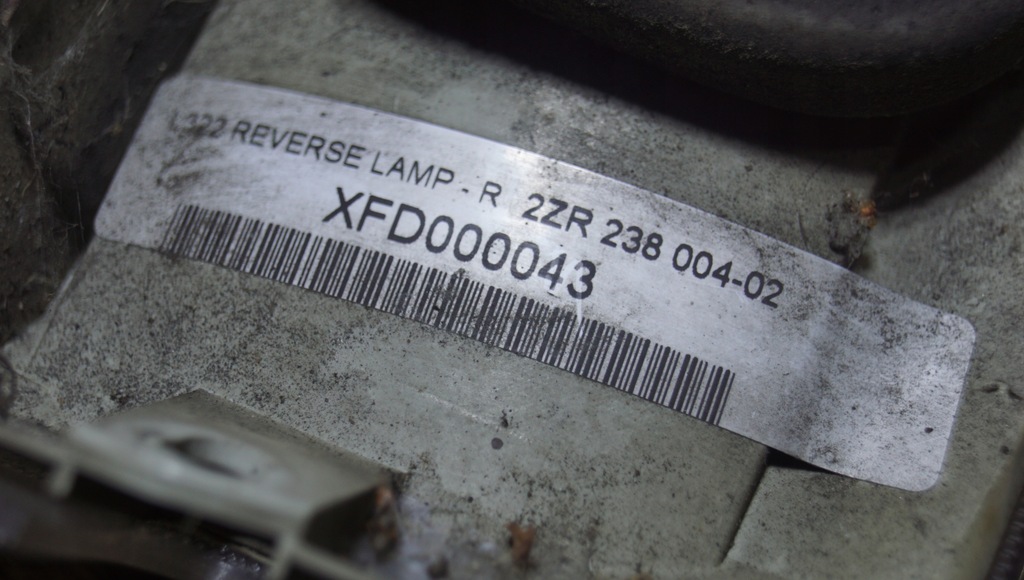 L322 REVERSE LAMP - R 2ZR 238 004-02
XFD000043